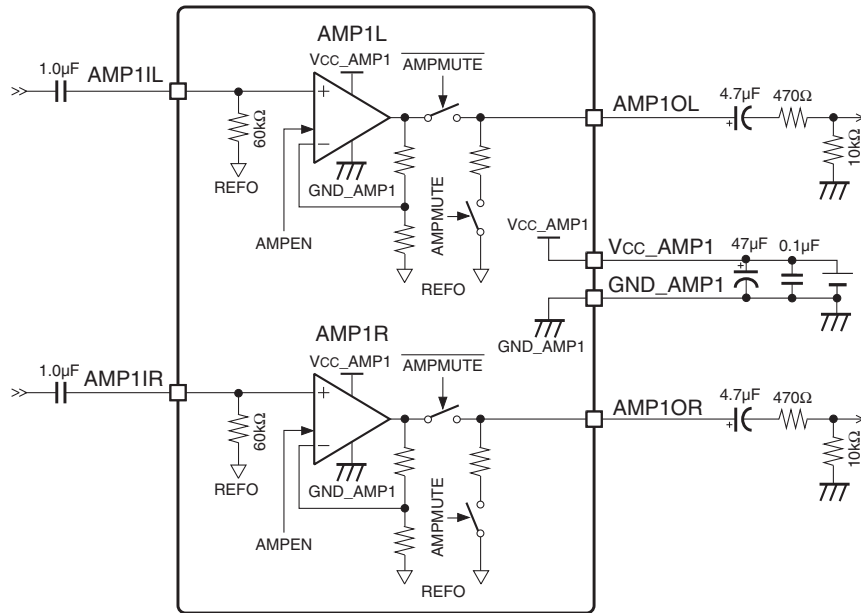 AMP1L
VCC_AMP1
AMPMUTE
1.0μF
AMP1IL
4.7μF
470Ω
AMP1OL
+
−
+
60kΩ
10kΩ
REFO
GND_AMP1
AMPMUTE
AMPEN
REFO
VCC_AMP1
VCC_AMP1
47μF
0.1μF
+
GND_AMP1
GND_AMP1
AMP1R
VCC_AMP1
AMPMUTE
1.0μF
AMP1IR
4.7μF
470Ω
AMP1OR
+
−
+
60kΩ
10kΩ
REFO
GND_AMP1
AMPMUTE
AMPEN
REFO